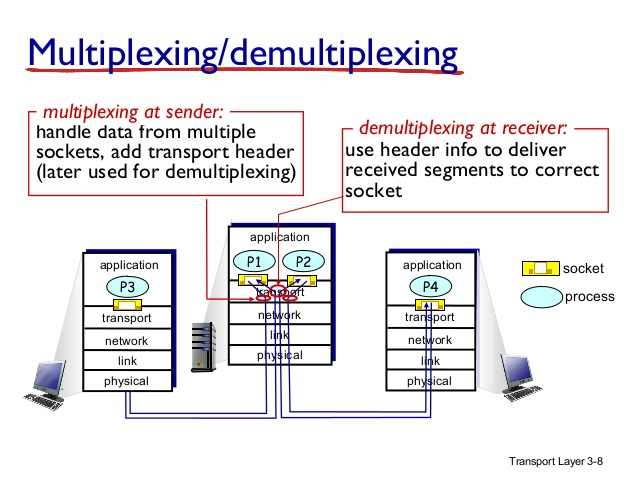 Multiplexing/demultiplexing
multiplexing at sender:
handle data from multiple
sockets, add transport header
(later used for demultiplexing)
demultiplexing at receiver:
use header info to deliver
received segments to correct
socket
application
P3
transport
network
link
physical
application
P1 P2
transport
network
link
physical
application
P4
transport
network
link
physical
socket
process
Transport Layer 3-8